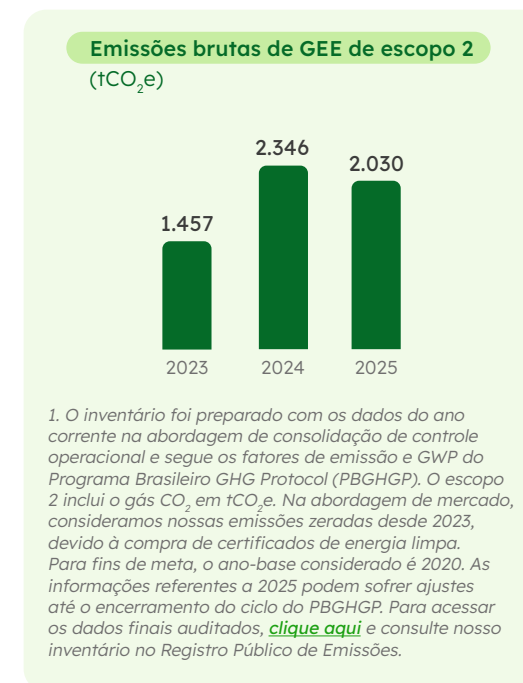 Emissões brutas de GEE de escopo 2
(tCO₂e)
2.346
2.030
1.457
2023 2024 2025
1. O inventário foi preparado com os dados do ano
corrente na abordagem de consolidação de controle
operacional e segue os fatores de emissão e GWP do
Programa Brasileiro GHG Protocol (PBGHGP). O escopo
2 inclui o gás CO₂ em tCO₂e. Na abordagem de mercado,
consideramos nossas emissões zeradas desde 2023,
devido à compra de certificados de energia limpa.
Para fins de meta, o ano-base considerado é 2020. As
informações referentes a 2025 podem sofrer ajustes
até o encerramento do ciclo do PBGHGP. Para acessar
os dados finais auditados, clique aqui e consulte nosso
inventário no Registro Público de Emissões.